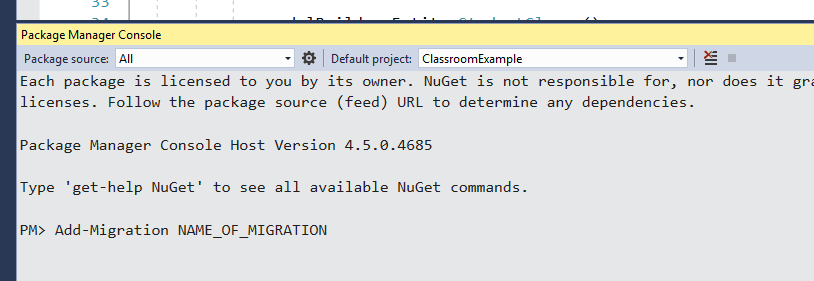 33
Package Manager Console
Package source: All Default project: ClassroomExample
Each package is licensed to you by its owner. NuGet is not responsible for, nor does it
licenses. Follow the package source (feed) URL to determine any dependencies.
Package Manager Console Host Version 4.5.0.4685
Type 'get-help NuGet' to see all available NuGet commands.
PM> Add-Migration NAME_OF_MIGRATION